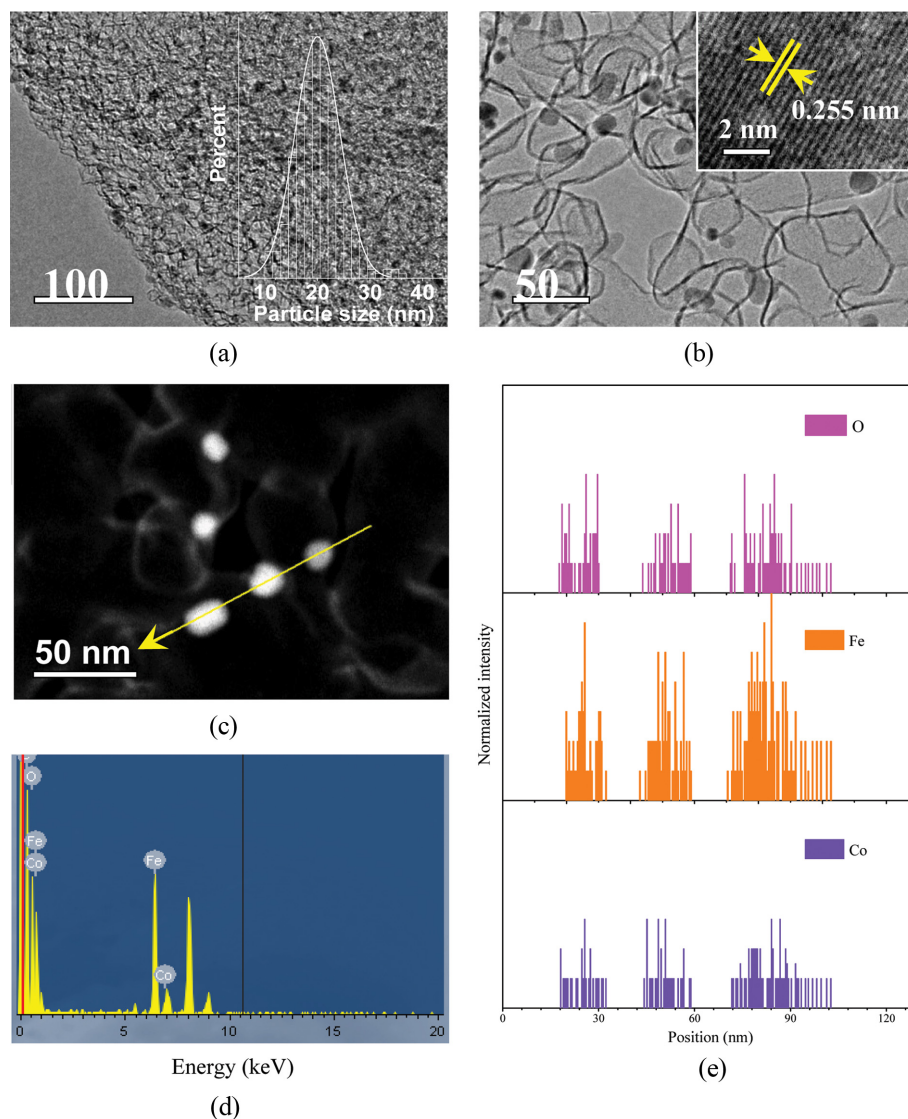 Percent
100
10 20 30 40
Particle size (nm)
(a)
0.255 nm
2 nm
50
(b)
50 nm
(c)
O
Fe
Co
Fe
Co
0 5 10 15 20
Energy (keV)
(d)
O
Fe
Co
Normalized intensity
0 30 60 90 120
Position (nm)
(e)